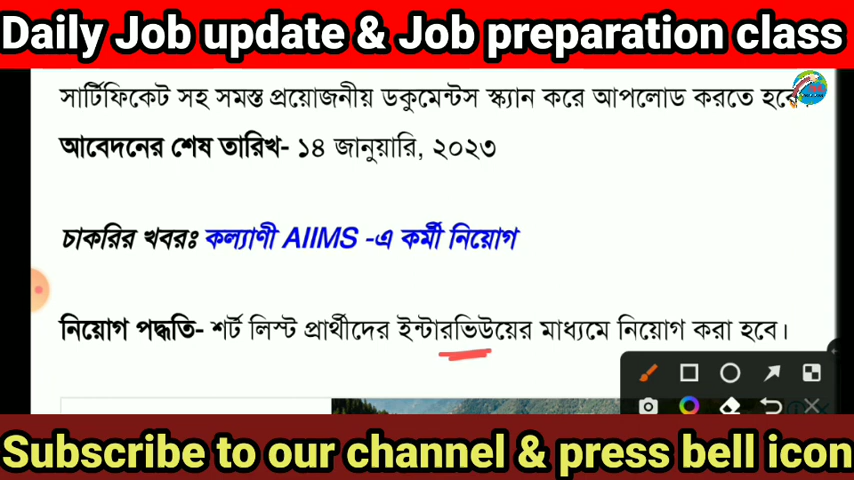 Daily Job update & Job preparation class
সার্টিফিকেট সহ সমস্ত প্রয়োজনীয় ডকুমেন্টস স্ক্যান করে আপলোড করতে হবে
আবেদনের শেষ তারিখ- ১৪ জানুয়ারি, ২০২৩
চাকরির খবরঃ কল্যাণী AIIMS -এ কর্মী নিয়োগ
নিয়োগ পদ্ধতি- শর্ট লিস্ট প্রার্থীদের ইন্টারভিউয়ের মাধ্যমে নিয়োগ করা হবে।
Subscribe to our channel & press bell icon